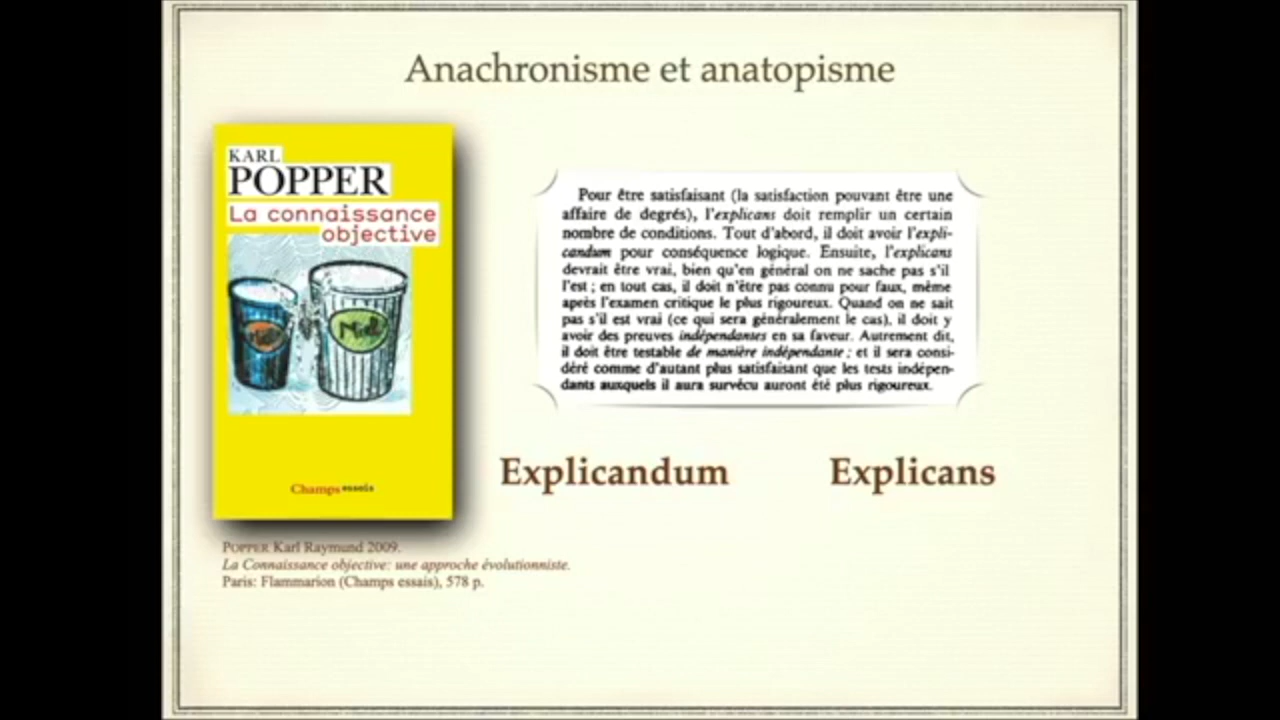 Anachronisme et anatopisme
KARL
POPPER
La connaissance
objective
Miel
Champs essais
Pour être satisfaisant (la satisfaction pouvant être une
affaire de degrés), l'explicans doit remplir un certain
nombre de conditions. Tout d'abord, il doit avoir l'expli-
candum pour conséquence logique. Ensuite, l'explicans
devrait être vrai, bien qu'en général on ne sache pas s'il
l'est ; en tout cas, il doit n'être pas connu pour faux, même
après l'examen critique le plus rigoureux. Quand on ne sait
pas s'il est vrai (ce qui sera généralement le cas), il doit y
avoir des preuves indépendantes en sa faveur. Autrement dit,
il doit être testable de manière indépendante ; et il sera consi-
déré comme d'autant plus satisfaisant que les tests indépen-
dants auxquels il aura survécu auront été plus rigoureux.
Explicandum
Explicans
POPPER Karl Raymund 2009.
La Connaissance objective: une approche évolutionniste.
Paris: Flammarion (Champs essais), 578 p.